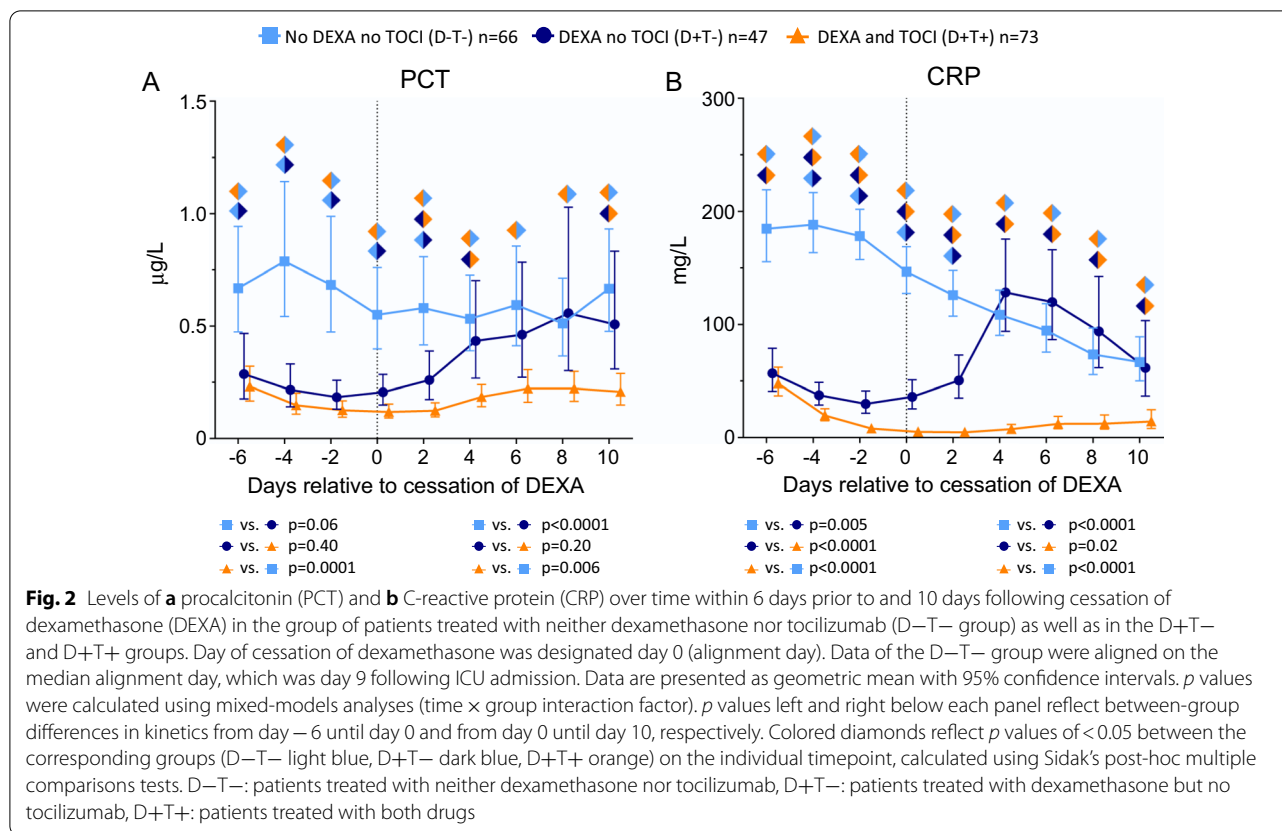 No DEXA no TOCI (D-T-) n=66 DEXA no TOCI (D+T-) n=47 DEXA and TOCI (D+T+) n=73
A PCT
B CRP
1.5
1.0
0.5
0
µg/L
-6 -4 -2 0 2 4 6 8 10
Days relative to cessation of DEXA
300
200
100
0
mg/L
-6 -4 -2 0 2 4 6 8 10
Days relative to cessation of DEXA
vs. p=0.06 vs. p<0.0001 vs. p=0.005 vs. p<0.0001
vs. p=0.40 vs. p=0.20 vs. p<0.0001 vs. p=0.02
vs. p=0.0001 vs. p=0.006 vs. p<0.0001 vs. p<0.0001
Fig. 2 Levels of a procalcitonin (PCT) and b C-reactive protein (CRP) over time within 6 days prior to and 10 days following cessation of
dexamethasone (DEXA) in the group of patients treated with neither dexamethasone nor tocilizumab (D−T− group) as well as in the D+T−
and D+T+ groups. Day of cessation of dexamethasone was designated day 0 (alignment day). Data of the D−T− group were aligned on the
median alignment day, which was day 9 following ICU admission. Data are presented as geometric mean with 95% confidence intervals. p values
were calculated using mixed-models analyses (time × group interaction factor). p values left and right below each panel reflect between-group
differences in kinetics from day − 6 until day 0 and from day 0 until day 10, respectively. Colored diamonds reflect p values of < 0.05 between the
corresponding groups (D−T− light blue, D+T− dark blue, D+T+ orange) on the individual timepoint, calculated using Sidak's post-hoc multiple
comparisons tests. D−T−: patients treated with neither dexamethasone nor tocilizumab, D+T−: patients treated with dexamethasone but no
tocilizumab, D+T+: patients treated with both drugs